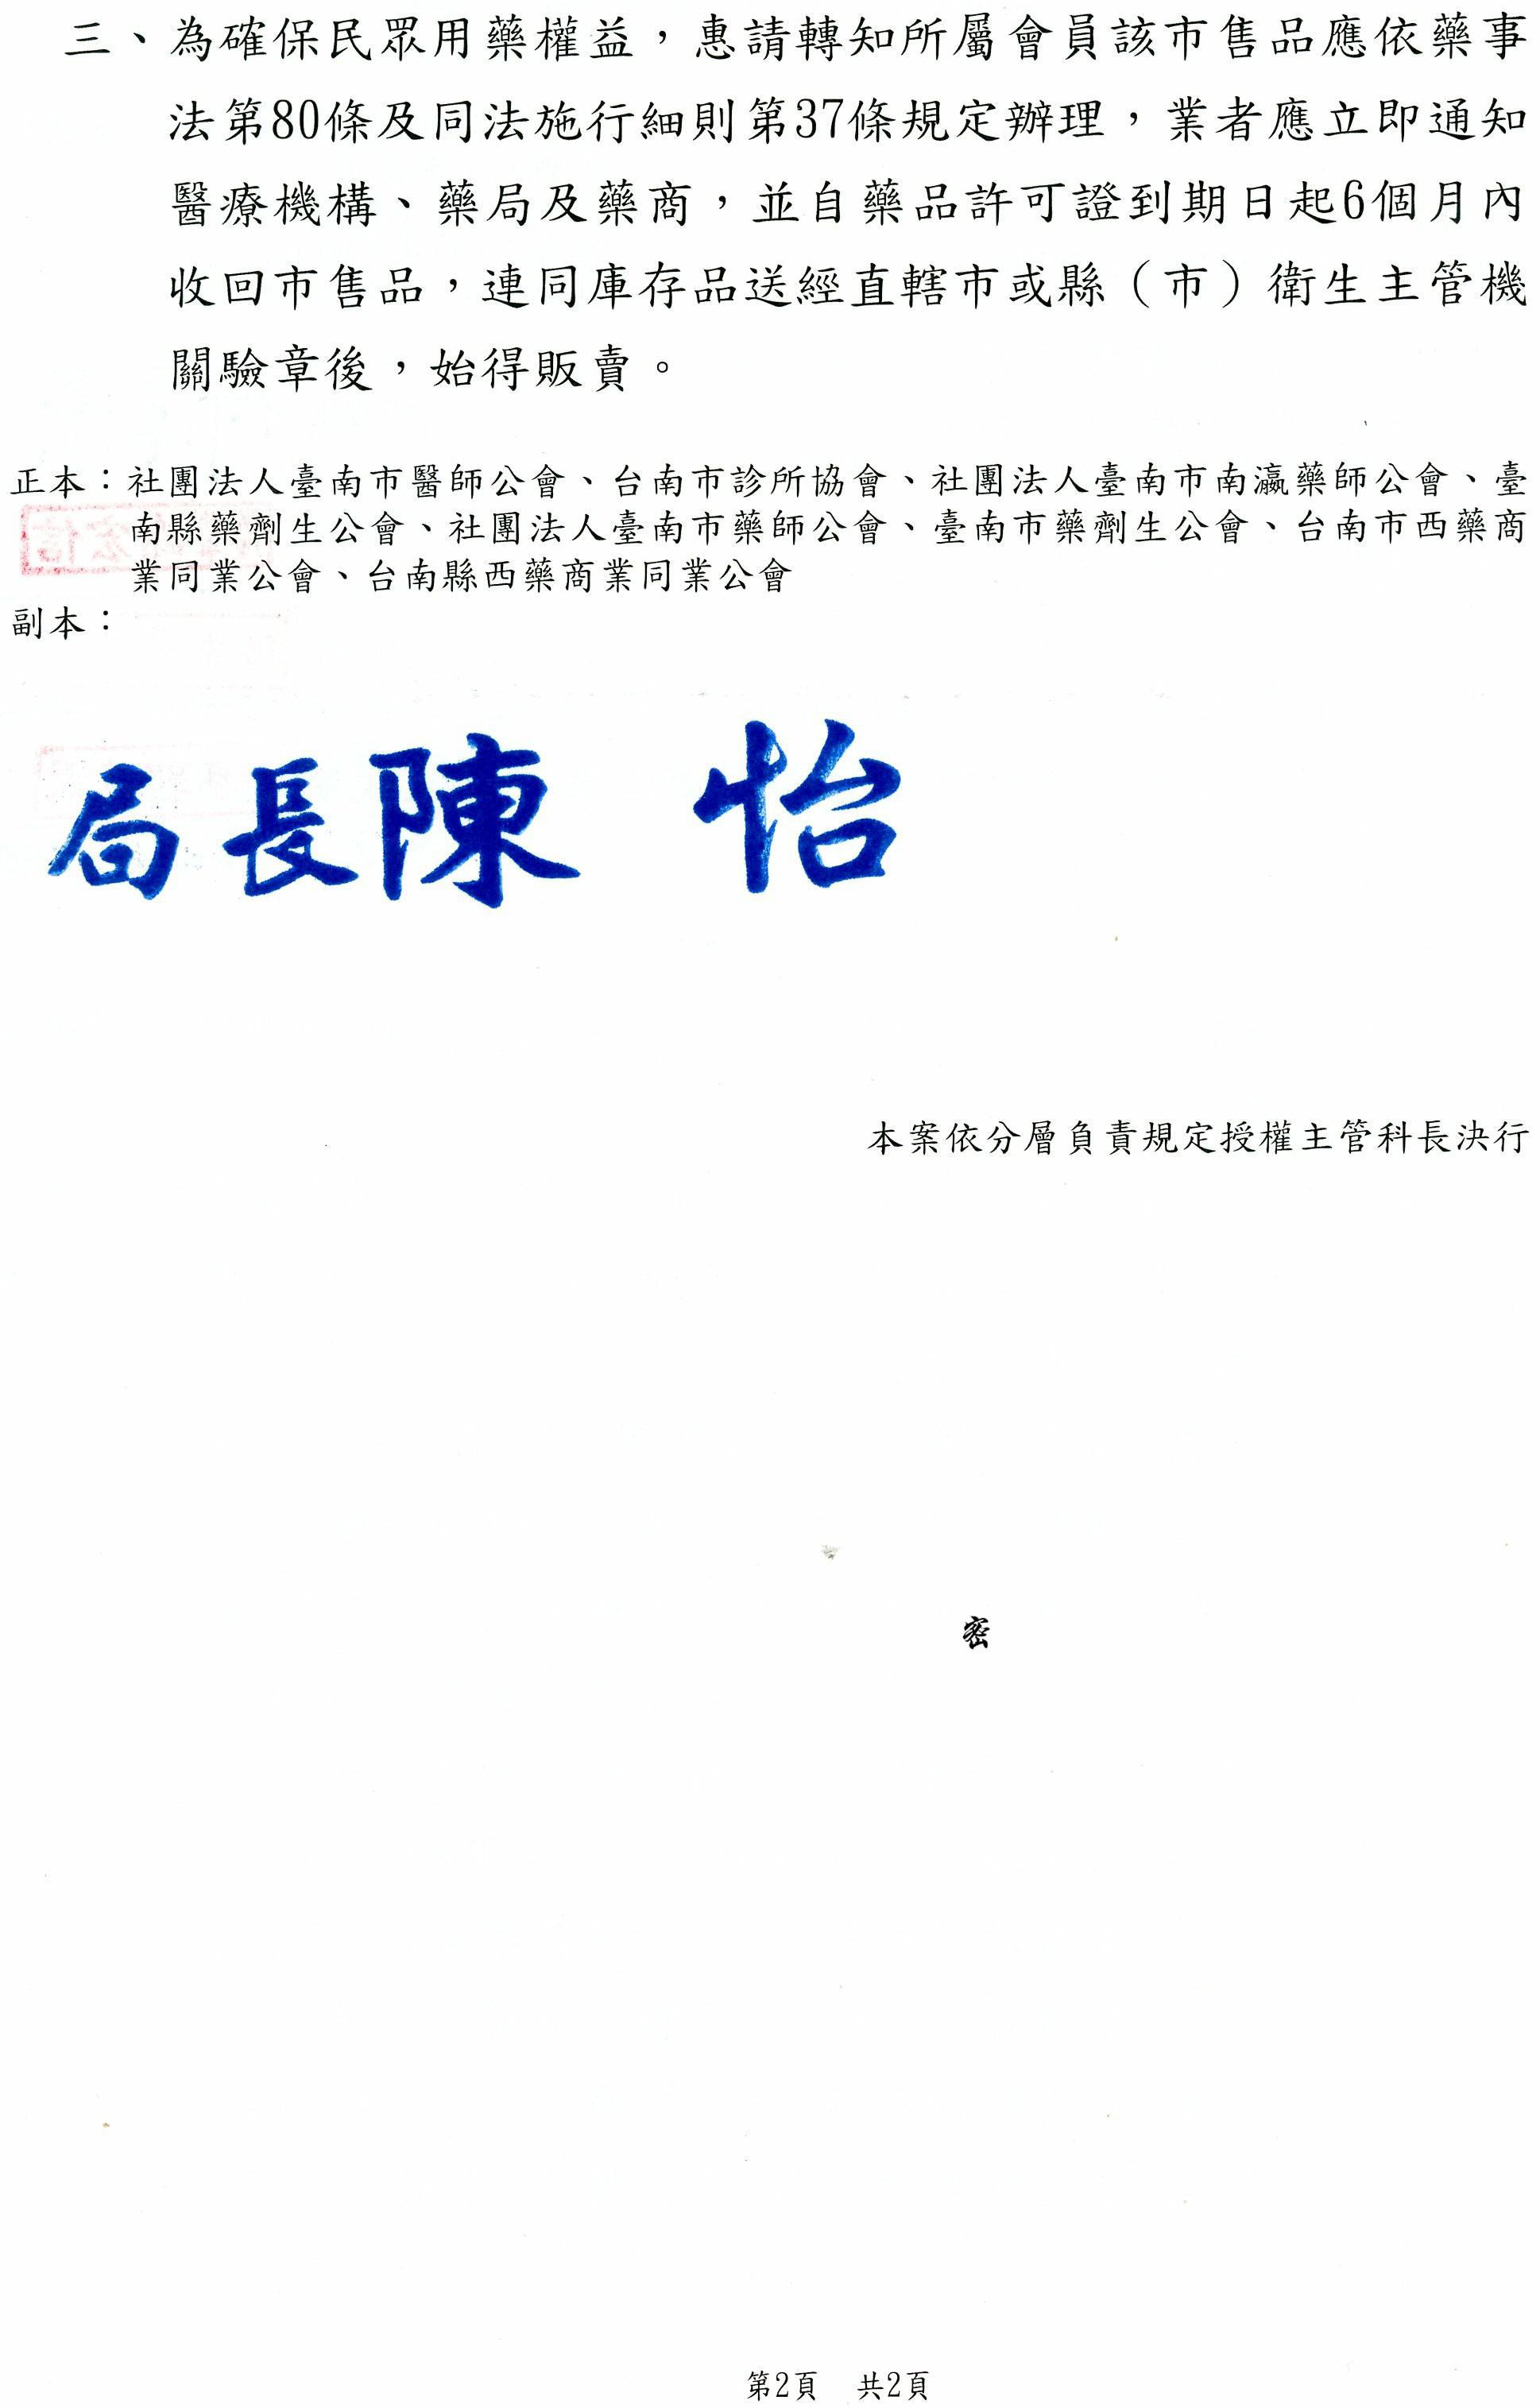 三、為確保民眾用藥權益，惠請轉知所屬會員該市售品應依藥事
法第80條及同法施行細則第37條規定辦理，業者應立即通知
醫療機構、藥局及藥商，並自藥品許可證到期日起6個月內
收回市售品，連同庫存品送經直轄市或縣（市）衛生主管機
關驗章後，始得販賣。
正本：社團法人臺南市醫師公會、台南市診所協會、社團法人臺南市南瀛藥師公會、臺
南縣藥劑生公會、社團法人臺南市藥師公會、臺南市藥劑生公會、台南市西藥商
業同業公會、台南縣西藥商業同業公會
副本：
局長陳 怡
本案依分層負責規定授權主管科長決行
密
第2頁 共2頁